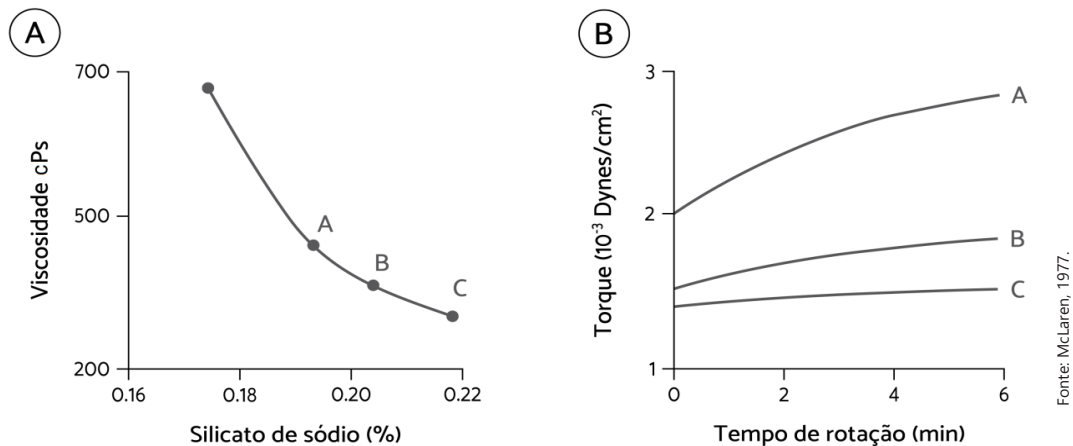 A
700
500
200
Viscosidade cPs
A
B
C
0.16
0.18
0.20
0.22
Silicato de sódio (%)
B
3
2
1
Torque (10⁻³ Dynes/cm²)
A
B
C
0
2
4
6
Tempo de rotação (min)
Fonte: McLaren, 1977.